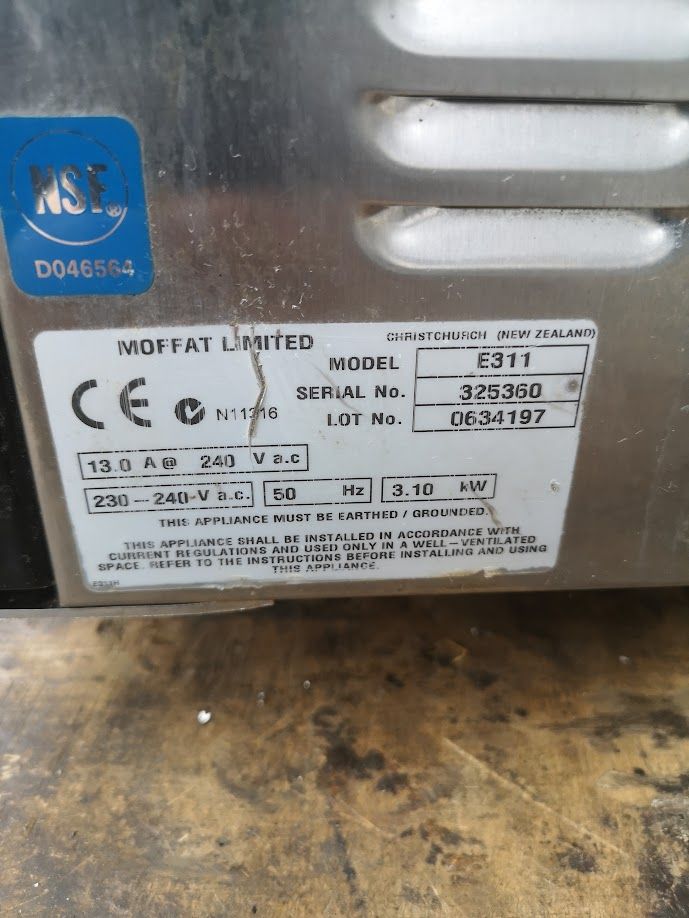 NSF®
D046564
MOFFAT LIMITED
CHRISTCHURCH (NEW ZEALAND)
MODEL E311
SERIAL No. 325360
CE N11316
LOT No. 0634197
13.0 A@ 240 V a.c
230-240-V a.c. 50 Hz 3.10 kW
THIS APPLIANCE MUST BE EARTHED / GROUNDED.
THIS APPLIANCE SHALL BE INSTALLED IN ACCORDANCE WITH
CURRENT REGULATIONS AND USED ONLY IN A WELL-VENTILATED
SPACE. REFER TO THE INSTRUCTIONS BEFORE INSTALLING AND USING
THIS APPLIANCE.